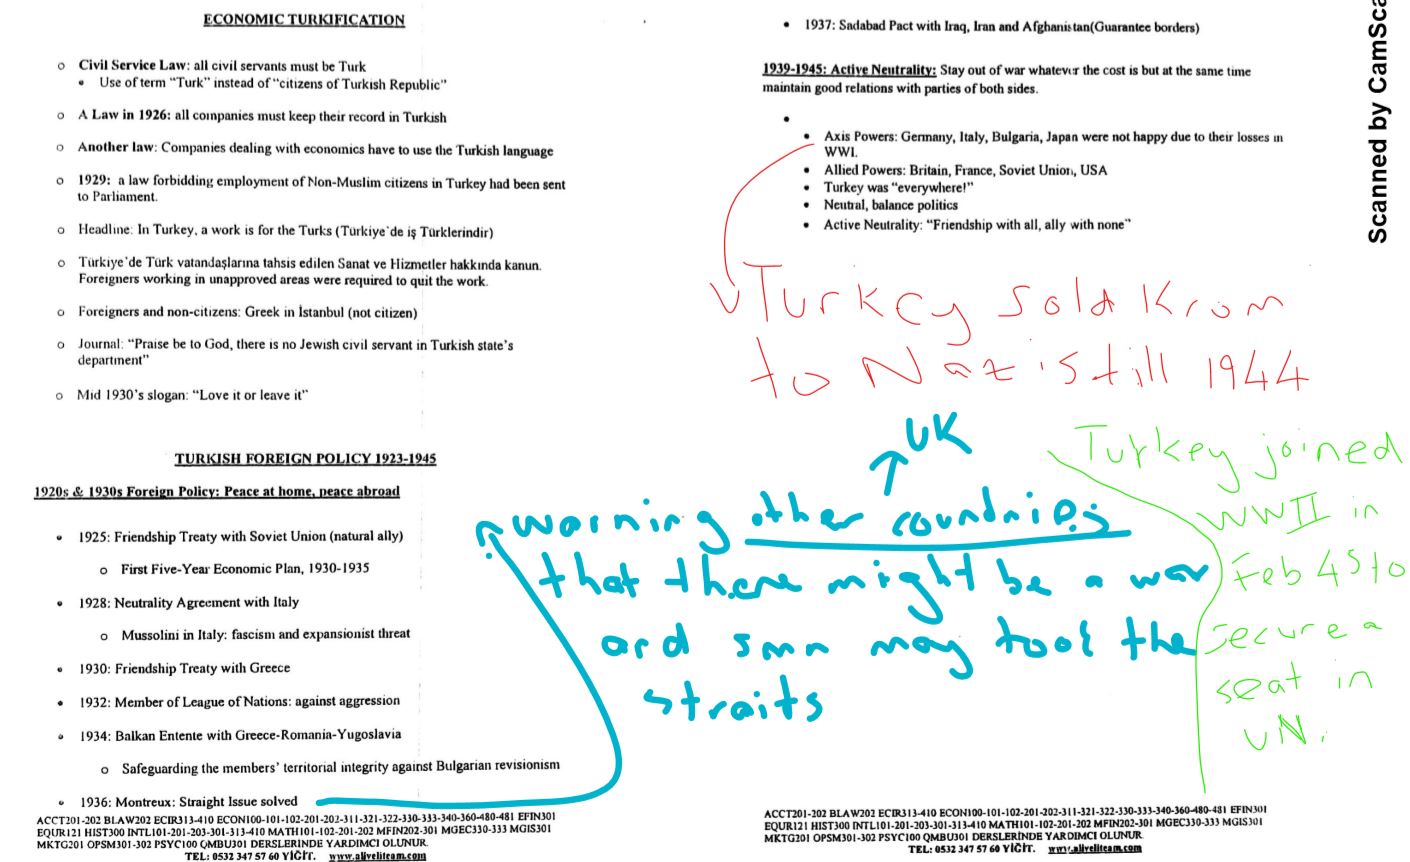 ECONOMIC TURKIFICATION
o Civil Service Law: all civil servants must be Turk
• Use of term “Turk” instead of “citizens of Turkish Republic”
o A Law in 1926: all companies must keep their record in Turkish
o Another law: Companies dealing with economics have to use the Turkish language
o 1929: a law forbidding employment of Non-Muslim citizens in Turkey had been sent
to Parliament.
o Headline: In Turkey, a work is for the Turks (Türkiye'de iş Türklerindir)
o Türkiye'de Türk vatandaşlarına tahsis edilen Sanat ve Hizmetler hakkında kanun.
Foreigners working in unapproved areas were required to quit the work.
o Foreigners and non-citizens: Greek in İstanbul (not citizen)
o Journal: “Praise be to God, there is no Jewish civil servant in Turkish state's
department”
o Mid 1930's slogan: “Love it or leave it”
TURKISH FOREIGN POLICY 1923-1945
1920s & 1930s Foreign Policy: Peace at home, peace abroad
• 1925: Friendship Treaty with Soviet Union (natural ally)
o First Five-Year Economic Plan, 1930-1935
• 1928: Neutrality Agreement with Italy
o Mussolini in Italy: fascism and expansionist threat
• 1930: Friendship Treaty with Greece
• 1932: Member of League of Nations: against aggression
• 1934: Balkan Entente with Greece-Romania-Yugoslavia
o Safeguarding the members' territorial integrity against Bulgarian revisionism
• 1936: Montreux: Straight Issue solved
ACCT201-202 BLAW202 ECIR313-410 ECON100-101-102-201-202-311-321-322-330-333-340-360-480-481 EFIN301
EQUR121 HIST300 INTL101-201-203-301-313-410 MATH101-102-201-202 MFIN202-301 MGEC330-333 MGIS301
MKTG201 OPSM301-302 PSYC100 QMBU301 DERSLERİNDE YARDIMCI OLUNUR.
TEL: 0532 347 57 60 YİĞİT. www.aliveliteam.com
• 1937: Sadabad Pact with Iraq, Iran and Afghanistan(Guarantee borders)
1939-1945: Active Neutrality: Stay out of war whatever the cost is but at the same time
maintain good relations with parties of both sides.
• Axis Powers: Germany, Italy, Bulgaria, Japan were not happy due to their losses in
WWI.
• Allied Powers: Britain, France, Soviet Union, USA
• Turkey was “everywhere!”
• Neutral, balance politics
• Active Neutrality: “Friendship with all, ally with none”
Turkey sold Krom
to Nazis till 1944
UK
warning other countries
that there might be a war
and smn may took the
straits
Turkey joined
WWII in
Feb 45 to
secure a
seat in
UN.
ACCT201-202 BLAW202 ECIR313-410 ECON100-101-102-201-202-311-321-322-330-333-340-360-480-481 EFIN301
EQUR121 HIST300 INTL101-201-203-301-313-410 MATH101-102-201-202 MFIN202-301 MGEC330-333 MGIS301
MKTG201 OPSM301-302 PSYC100 QMBU301 DERSLERİNDE YARDIMCI OLUNUR.
TEL: 0532 347 57 60 YİĞİT. www.aliveliteam.com
Scanned by CamSca